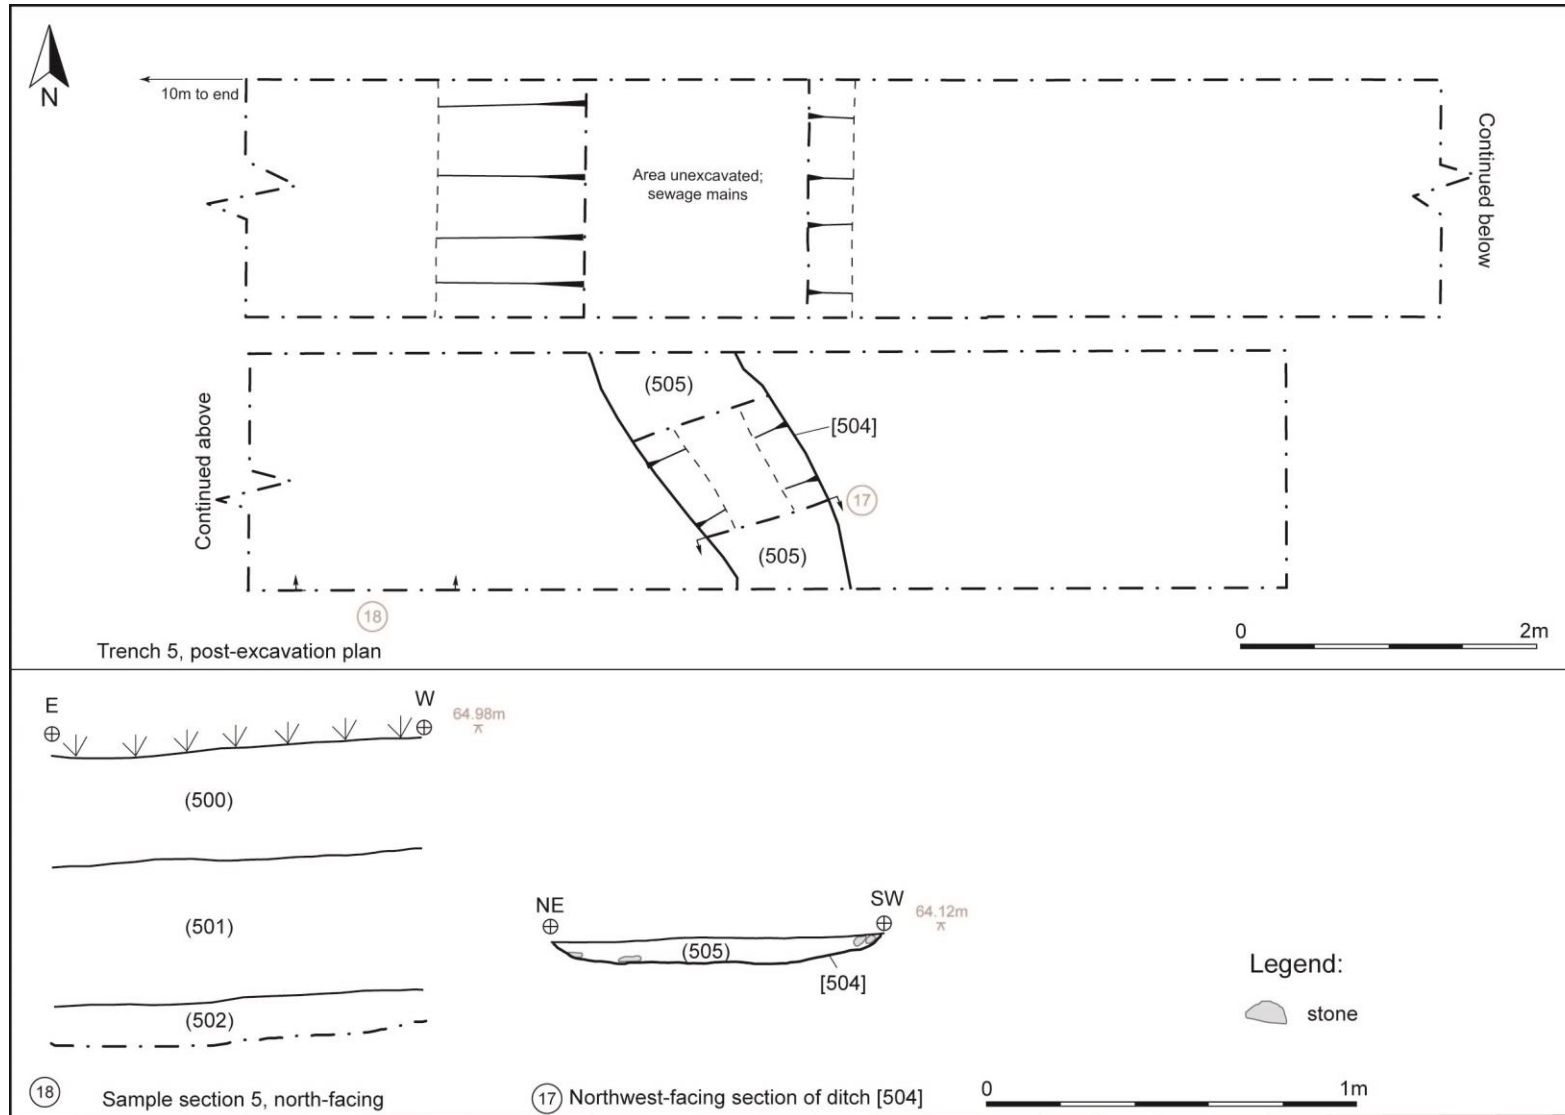 N
10m to end
Area unexcavated;
sewage mains
Continued below
Continued above
(505)
[504]
17
(505)
18
0 2m
Trench 5, post-excavation plan
E W
64.98m
(500)
(501)
(502)
NE SW
64.12m
(505)
[504]
Legend:
stone
18 Sample section 5, north-facing
17 Northwest-facing section of ditch [504]
0 1m